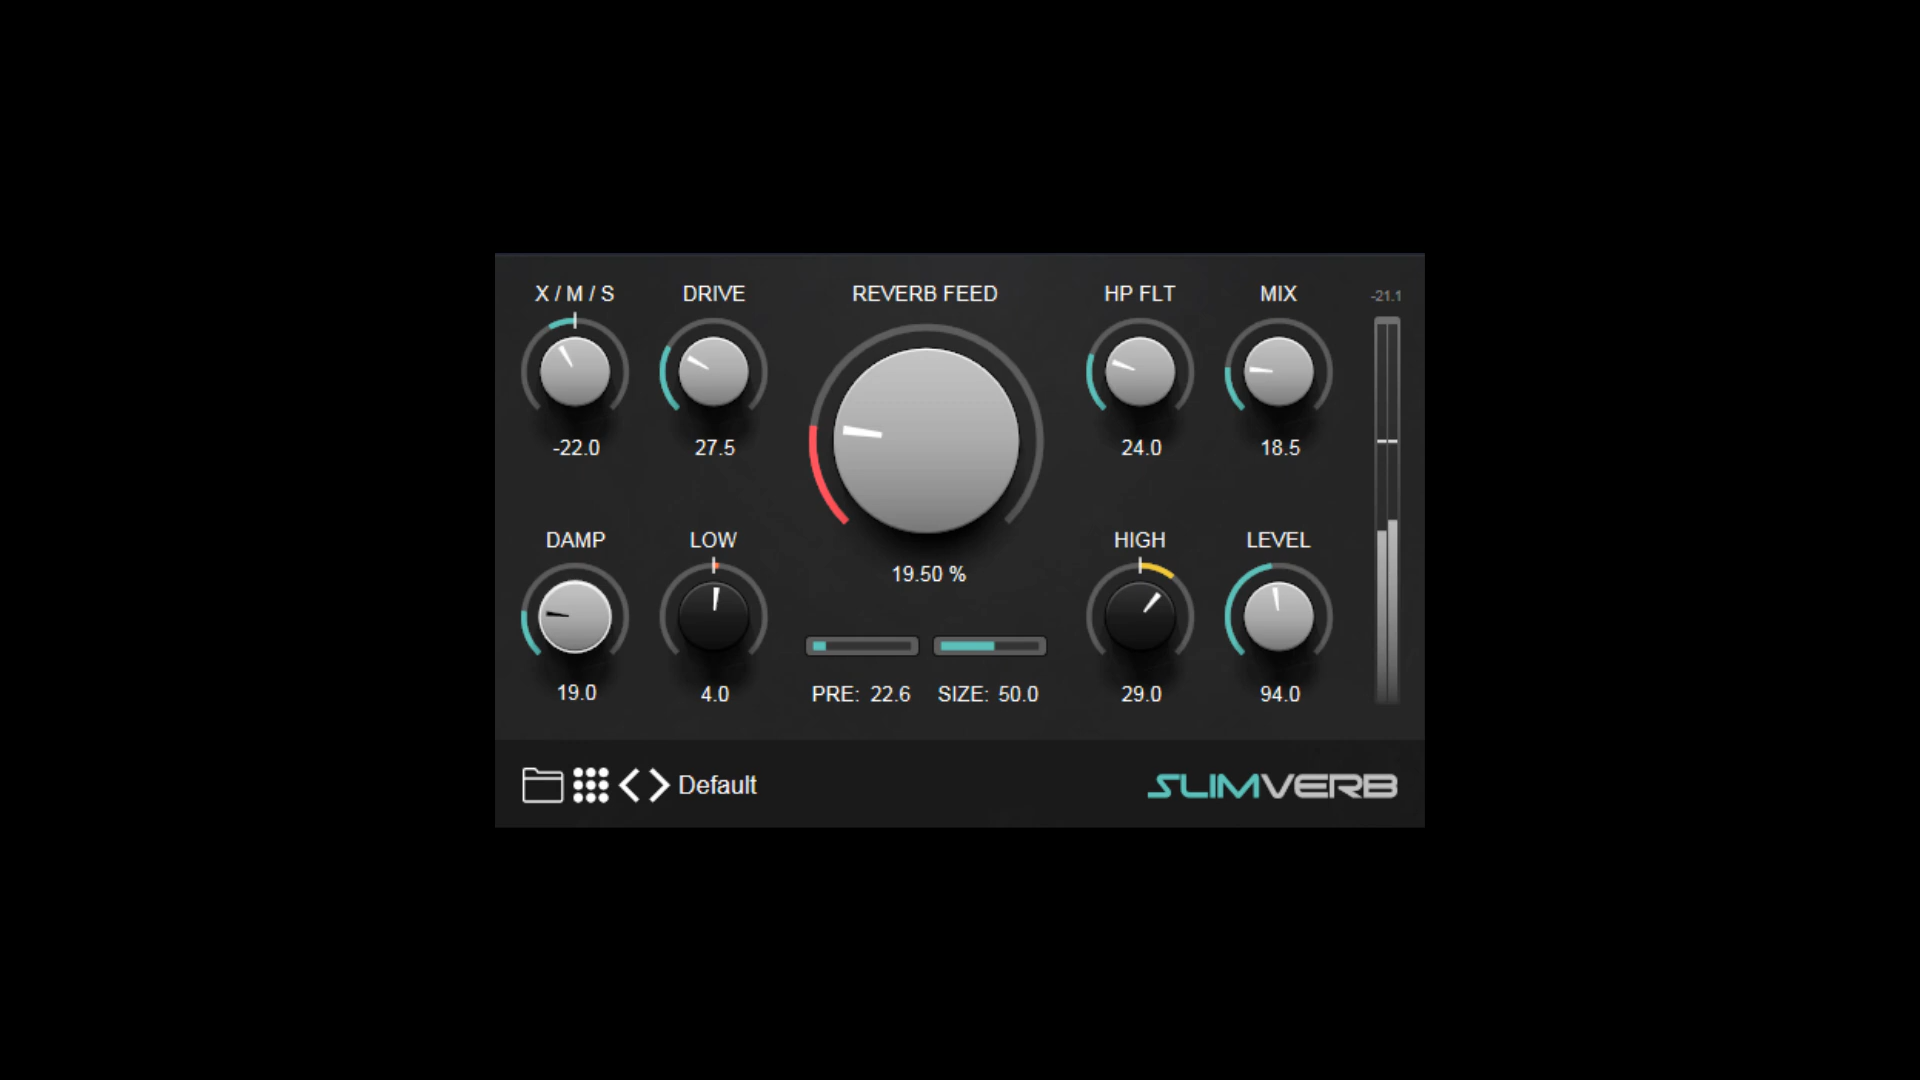 X / M / S DRIVE REVERB FEED HP FLT MIX -21.1
-22.0 27.5 24.0 18.5
DAMP LOW HIGH LEVEL
19.50 %
19.0 4.0 PRE: 22.6 SIZE: 50.0 29.0 94.0
Default SLIMVERB